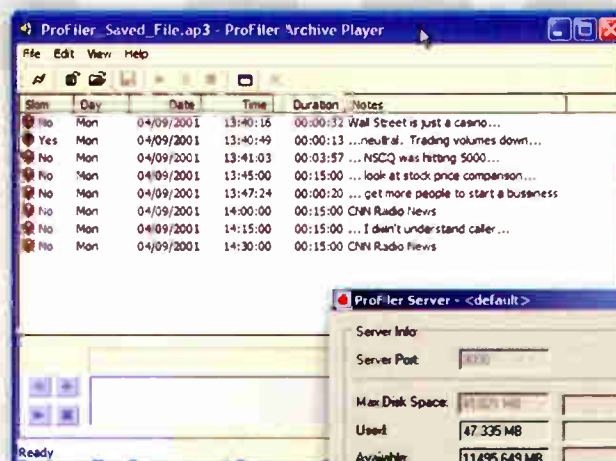 ProFiler_Saved_File.ap3 - ProFiler Archive Player
File Edit View Help
Skim Day Date Time Duration Notes
No Mon 04/09/2001 13:40:16 00:00:32 Wall Street is just a casino...
Yes Mon 04/09/2001 13:40:49 00:00:13 ...neutral. Trading volumes down...
No Mon 04/09/2001 13:41:03 00:03:57 ... NSCQ was hitting 5000...
No Mon 04/09/2001 13:45:00 00:15:00 ... look at stock price comparison...
No Mon 04/09/2001 13:47:24 00:00:20 ... get more people to start a business
No Mon 04/09/2001 14:00:00 00:15:00 CNN Radio News
No Mon 04/09/2001 14:15:00 00:15:00 ... I didn't understand caller...
No Mon 04/09/2001 14:30:00 00:15:00 CNN Radio News
ProFiler Server - <default>
Server Info
Server Port
Max Disk Space:
Used: 47.335 MB
Available: 11495.649 MB
Ready